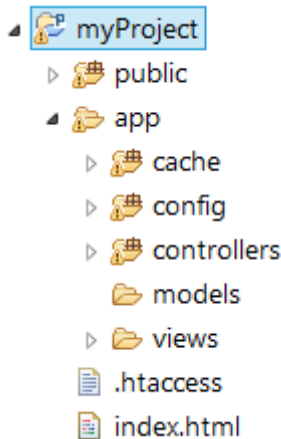 myProject
public
app
cache
config
controllers
models
views
.htaccess
index.html